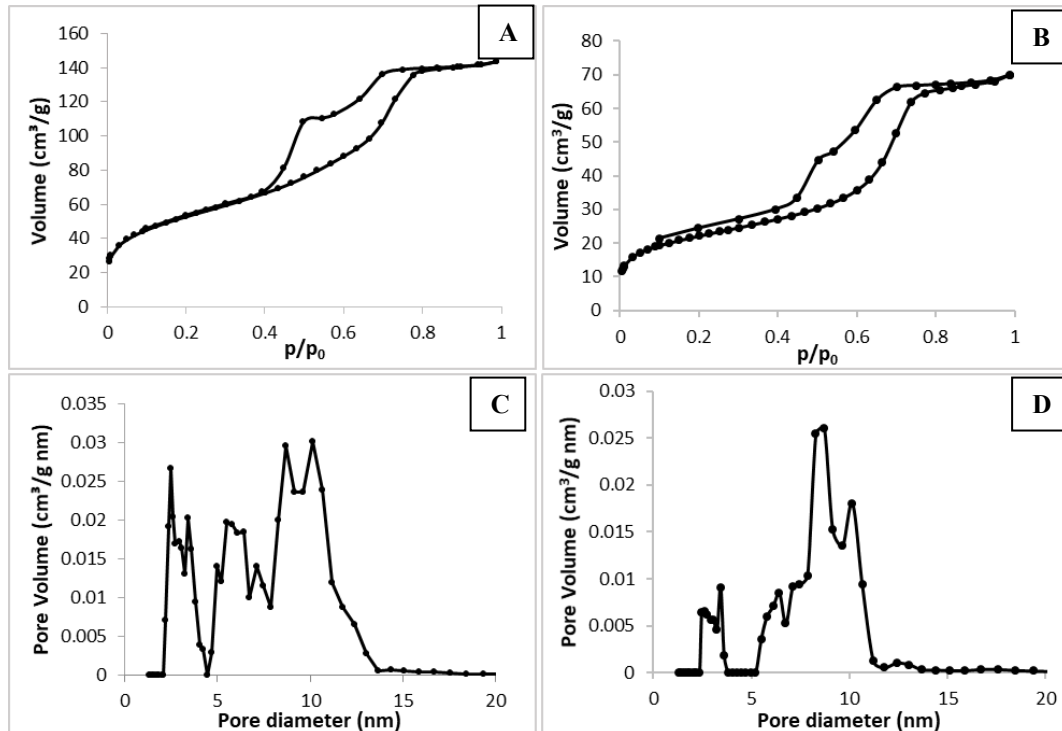 A
Volume (cm³/g)
160
140
120
100
80
60
40
20
0
0 0.2 0.4 0.6 0.8 1
p/p₀
B
Volume (cm³/g)
80
70
60
50
40
30
20
10
0
0 0.2 0.4 0.6 0.8 1
p/p₀
C
Pore Volume (cm³/g nm)
0.035
0.03
0.025
0.02
0.015
0.01
0.005
0
0 5 10 15 20
Pore diameter (nm)
D
Pore Volume (cm³/g nm)
0.03
0.025
0.02
0.015
0.01
0.005
0
0 5 10 15 20
Pore diameter (nm)